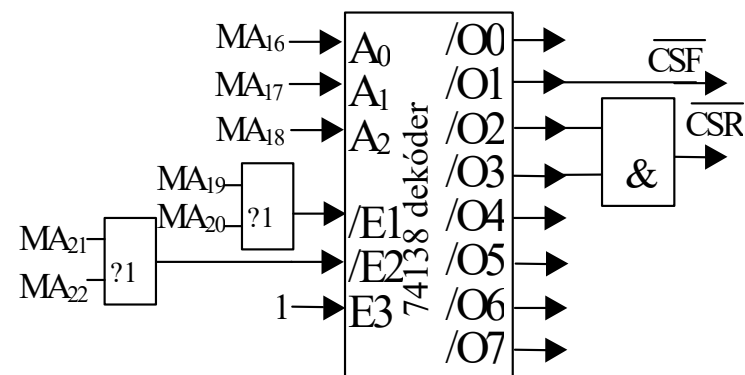 MA16
A0
/O0
CSF
MA17
A1
/O1
MA18
A2
/O2
CSR
74138 dekóder
MA19
MA20
?1
/E1
/O3
&
/O4
MA21
MA22
?1
/E2
/O5
1
E3
/O6
/O7